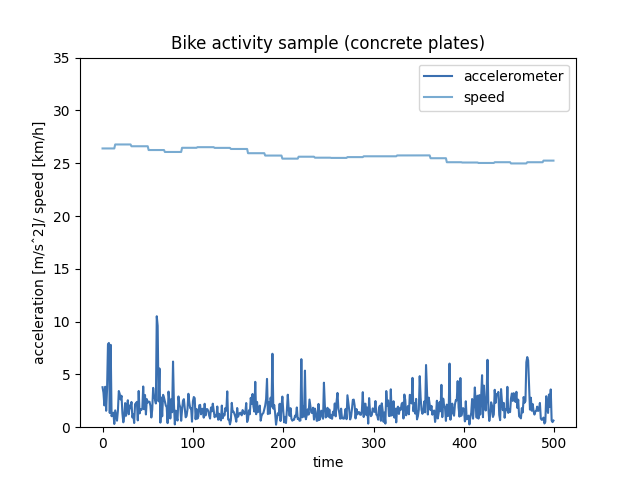 Bike activity sample (concrete plates)
accelerometer
speed
acceleration [m/sˆ2]/ speed [km/h]
35
30
25
20
15
10
5
0
0 100 200 300 400 500
time